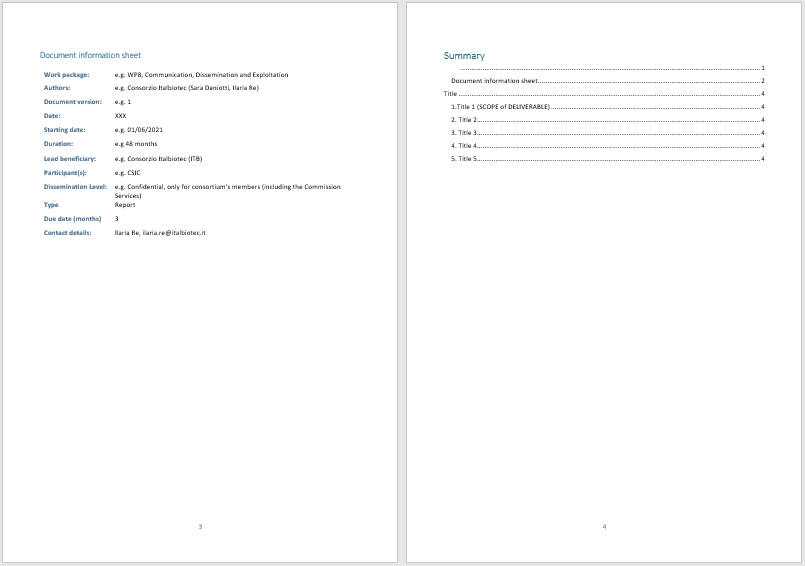 Document information sheet
Work package: e.g. WP8, Communication, Dissemination and Exploitation
Authors: e.g. Consorzio Italbiotec (Sara Daniotti, Ilaria Re)
Document version: e.g. 1
Date: XXX
Starting date: e.g. 01/06/2021
Duration: e.g 48 months
Lead beneficiary: e.g. Consorzio Italbiotec (ITB)
Participant(s): e.g. CSIC
Dissemination Level: e.g. Confidential, only for consortium's members (including the Commission
Services)
Type Report
Due date (months) 3
Contact details: Ilaria Re, ilaria.re@italbiotec.it
3
Summary
1
Document information sheet 2
Title 4
1.Title 1 (SCOPE of DELIVERABLE) 4
2. Title 2 4
3. Title 3 4
4. Title 4 4
5. Title 5 4
4